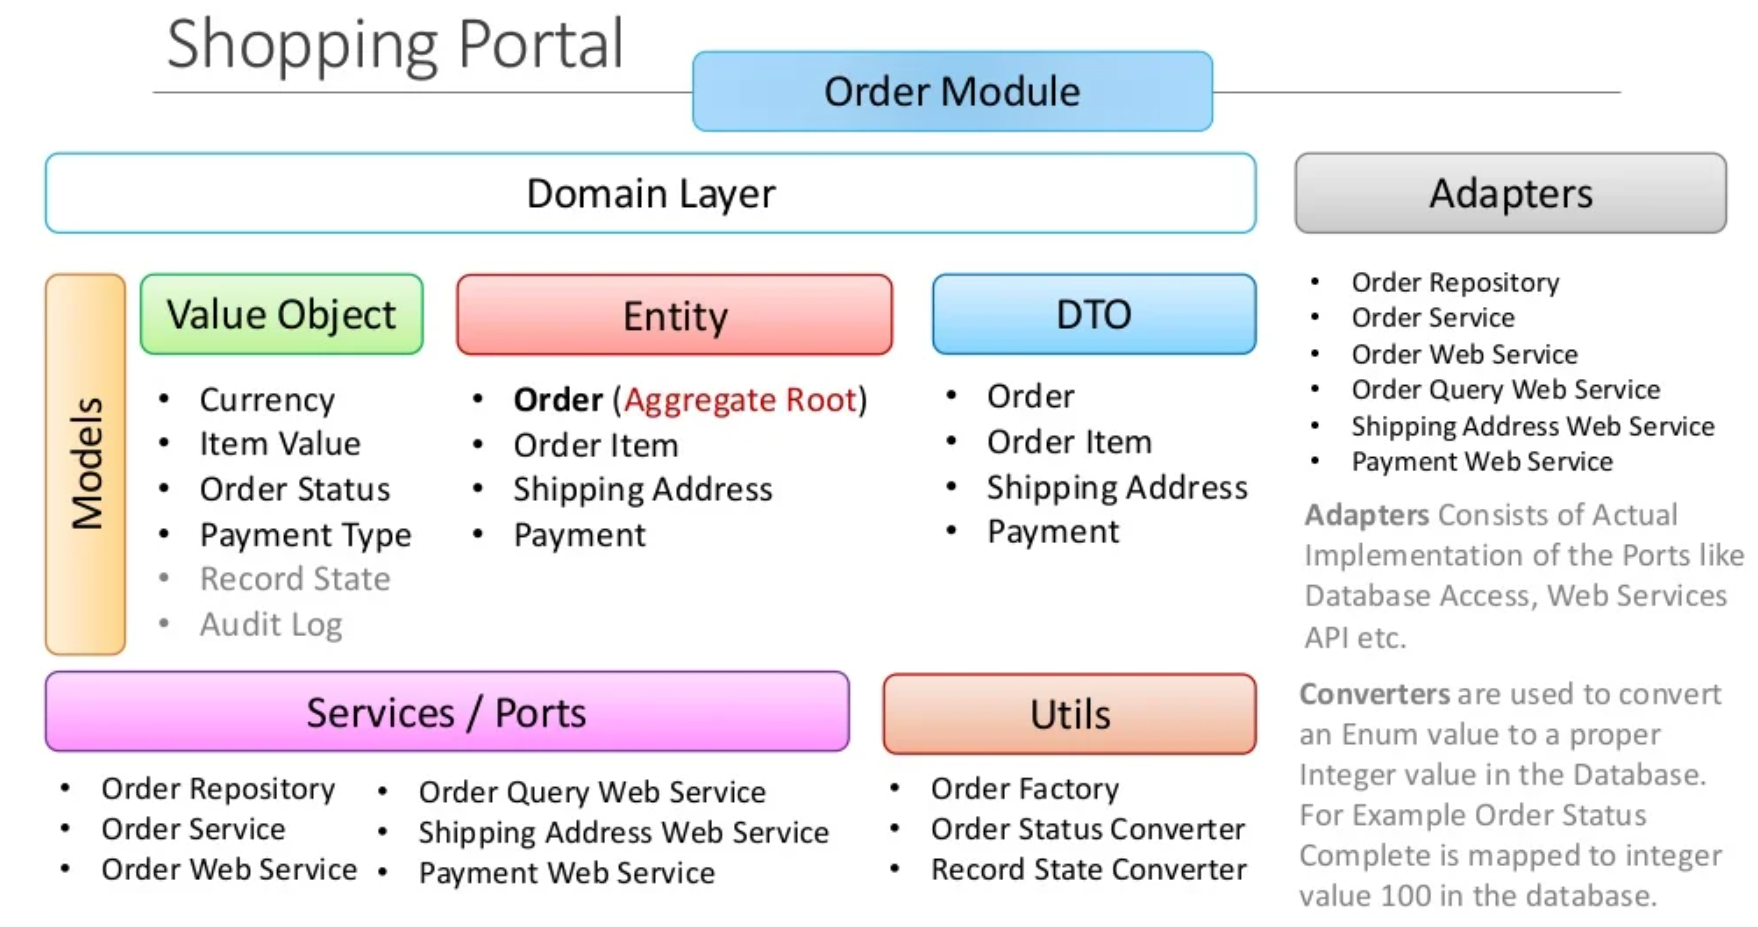 Shopping Portal
Order Module
Domain Layer
Adapters
Models
Value Object
Currency
Item Value
Order Status
Payment Type
Record State
Audit Log
Entity
Order (Aggregate Root)
Order Item
Shipping Address
Payment
DTO
Order
Order Item
Shipping Address
Payment
Services / Ports
Order Repository
Order Service
Order Web Service
Order Query Web Service
Shipping Address Web Service
Payment Web Service
Utils
Order Factory
Order Status Converter
Record State Converter
Order Repository
Order Service
Order Web Service
Order Query Web Service
Shipping Address Web Service
Payment Web Service
Adapters Consists of Actual
Implementation of the Ports like
Database Access, Web Services
API etc.
Converters are used to convert
an Enum value to a proper
Integer value in the Database.
For Example Order Status
Complete is mapped to integer
value 100 in the database.